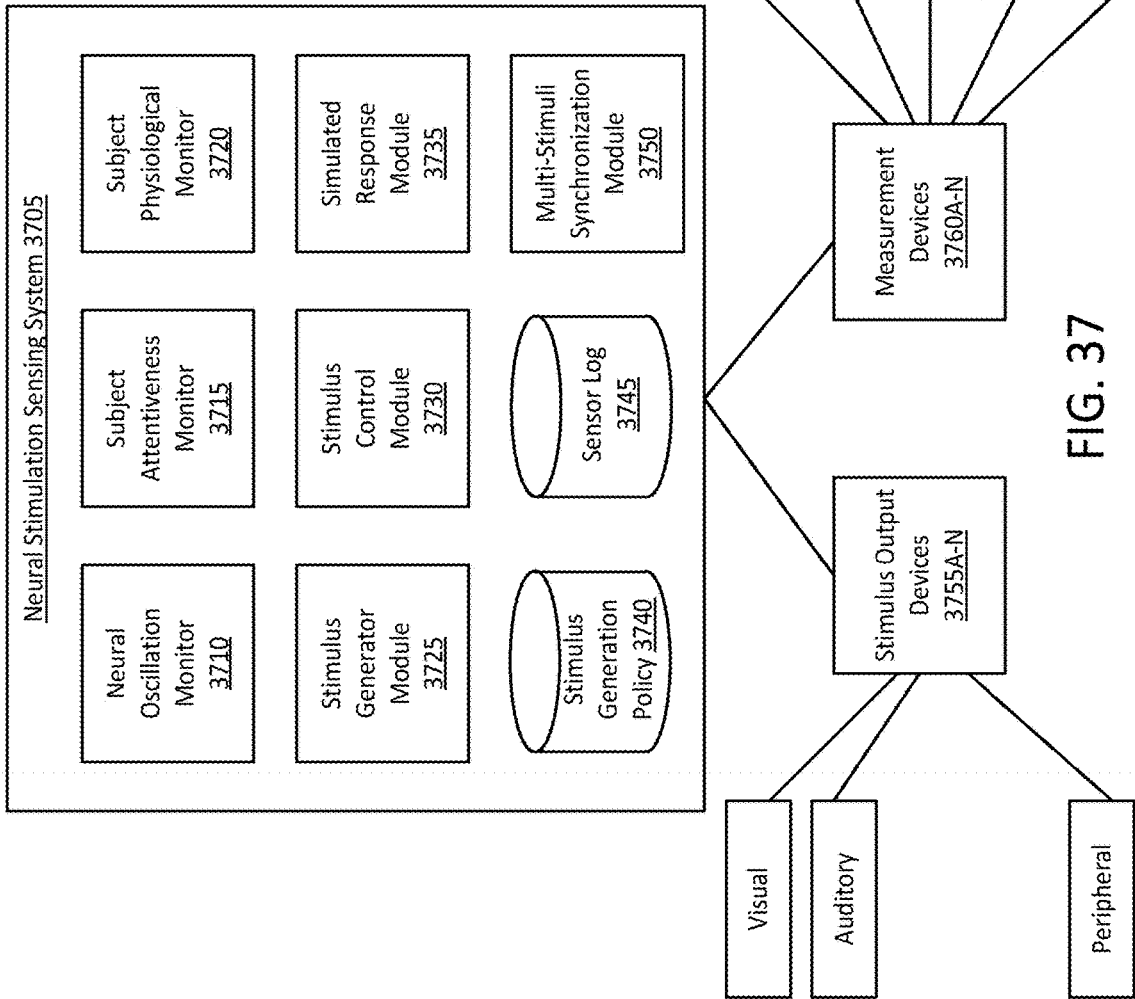 Neural Stimulation Sensing System 3705
Neural
Oscillation
Monitor
3710
Subject
Attentiveness
Monitor
3715
Subject
Physiological
Monitor
3720
Stimulus
Generator
Module
3725
Stimulus
Control
Module
3730
Simulated
Response
Module
3735
Stimulus
Generation
Policy 3740
Sensor Log
3745
Multi-Stimuli
Synchronization
Module
3750
Stimulus Output
Devices
3755A-N
Measurement
Devices
3760A-N
Visual
Auditory
Peripheral
FIG. 37